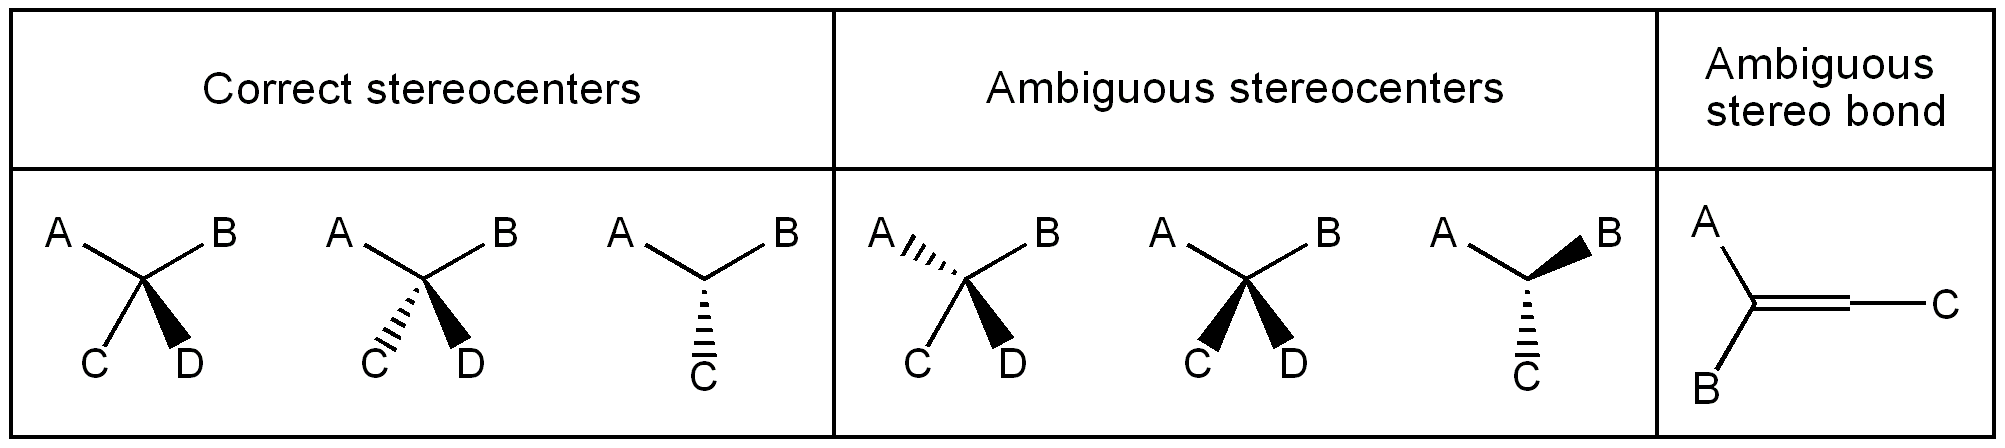 Correct stereocenters
Ambiguous stereocenters
Ambiguous
stereo bond
A B
C D
A B
C D
A B
C
A B
C D
A B
C D
A B
C
A
C
B